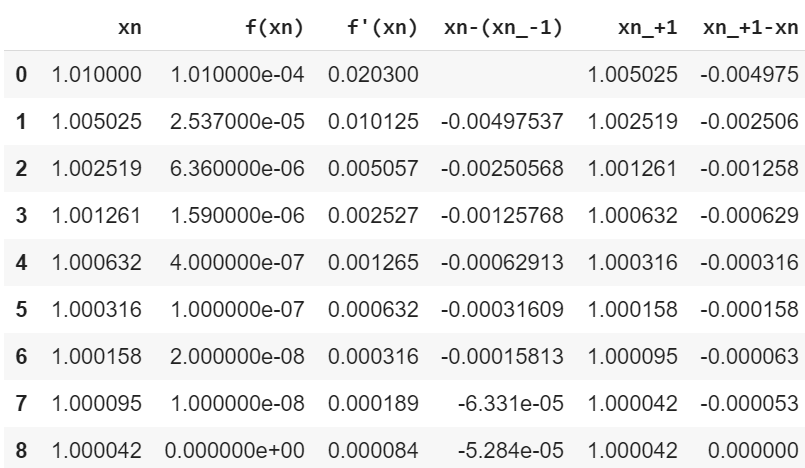 xn f(xn) f'(xn) xn-(xn_-1) xn_+1 xn_+1-xn
0 1.010000 1.010000e-04 0.020300 1.005025 -0.004975
1 1.005025 2.537000e-05 0.010125 -0.00497537 1.002519 -0.002506
2 1.002519 6.360000e-06 0.005057 -0.00250568 1.001261 -0.001258
3 1.001261 1.590000e-06 0.002527 -0.00125768 1.000632 -0.000629
4 1.000632 4.000000e-07 0.001265 -0.00062913 1.000316 -0.000316
5 1.000316 1.000000e-07 0.000632 -0.00031609 1.000158 -0.000158
6 1.000158 2.000000e-08 0.000316 -0.00015813 1.000095 -0.000063
7 1.000095 1.000000e-08 0.000189 -6.331e-05 1.000042 -0.000053
8 1.000042 0.000000e+00 0.000084 -5.284e-05 1.000042 0.000000